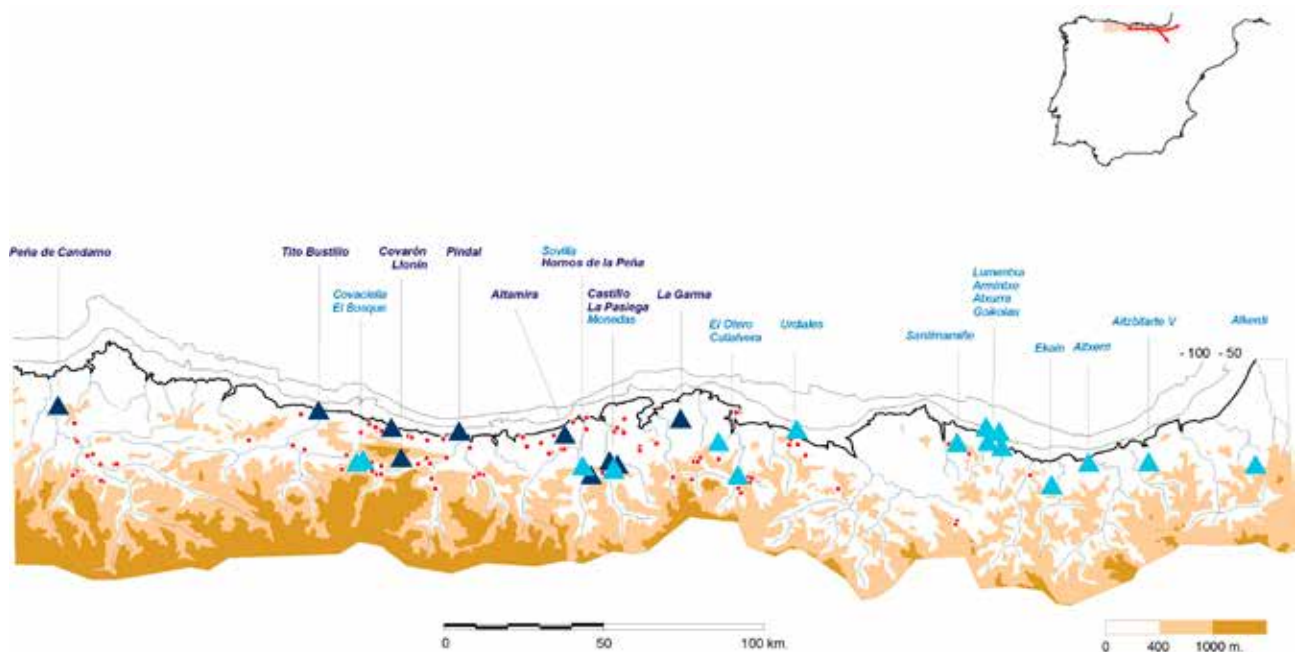 Peña de Candamo
Tito Bustillo
Covaciella
El Bosque
Covarón
Llonín
Pindal
Altamira
Sovilla
Hornos de la Peña
Castillo
La Pasiega
Monedas
La Garma
El Otero
Cullalvera
Urdiales
Santimamiñe
Lumentxa
Armintxe
Atxurra
Goikolau
Ekain
Altxerri
Aitzbitarte V
Alkerdi
- 100 - 50
0 50 100 km.
0 400 1000 m.